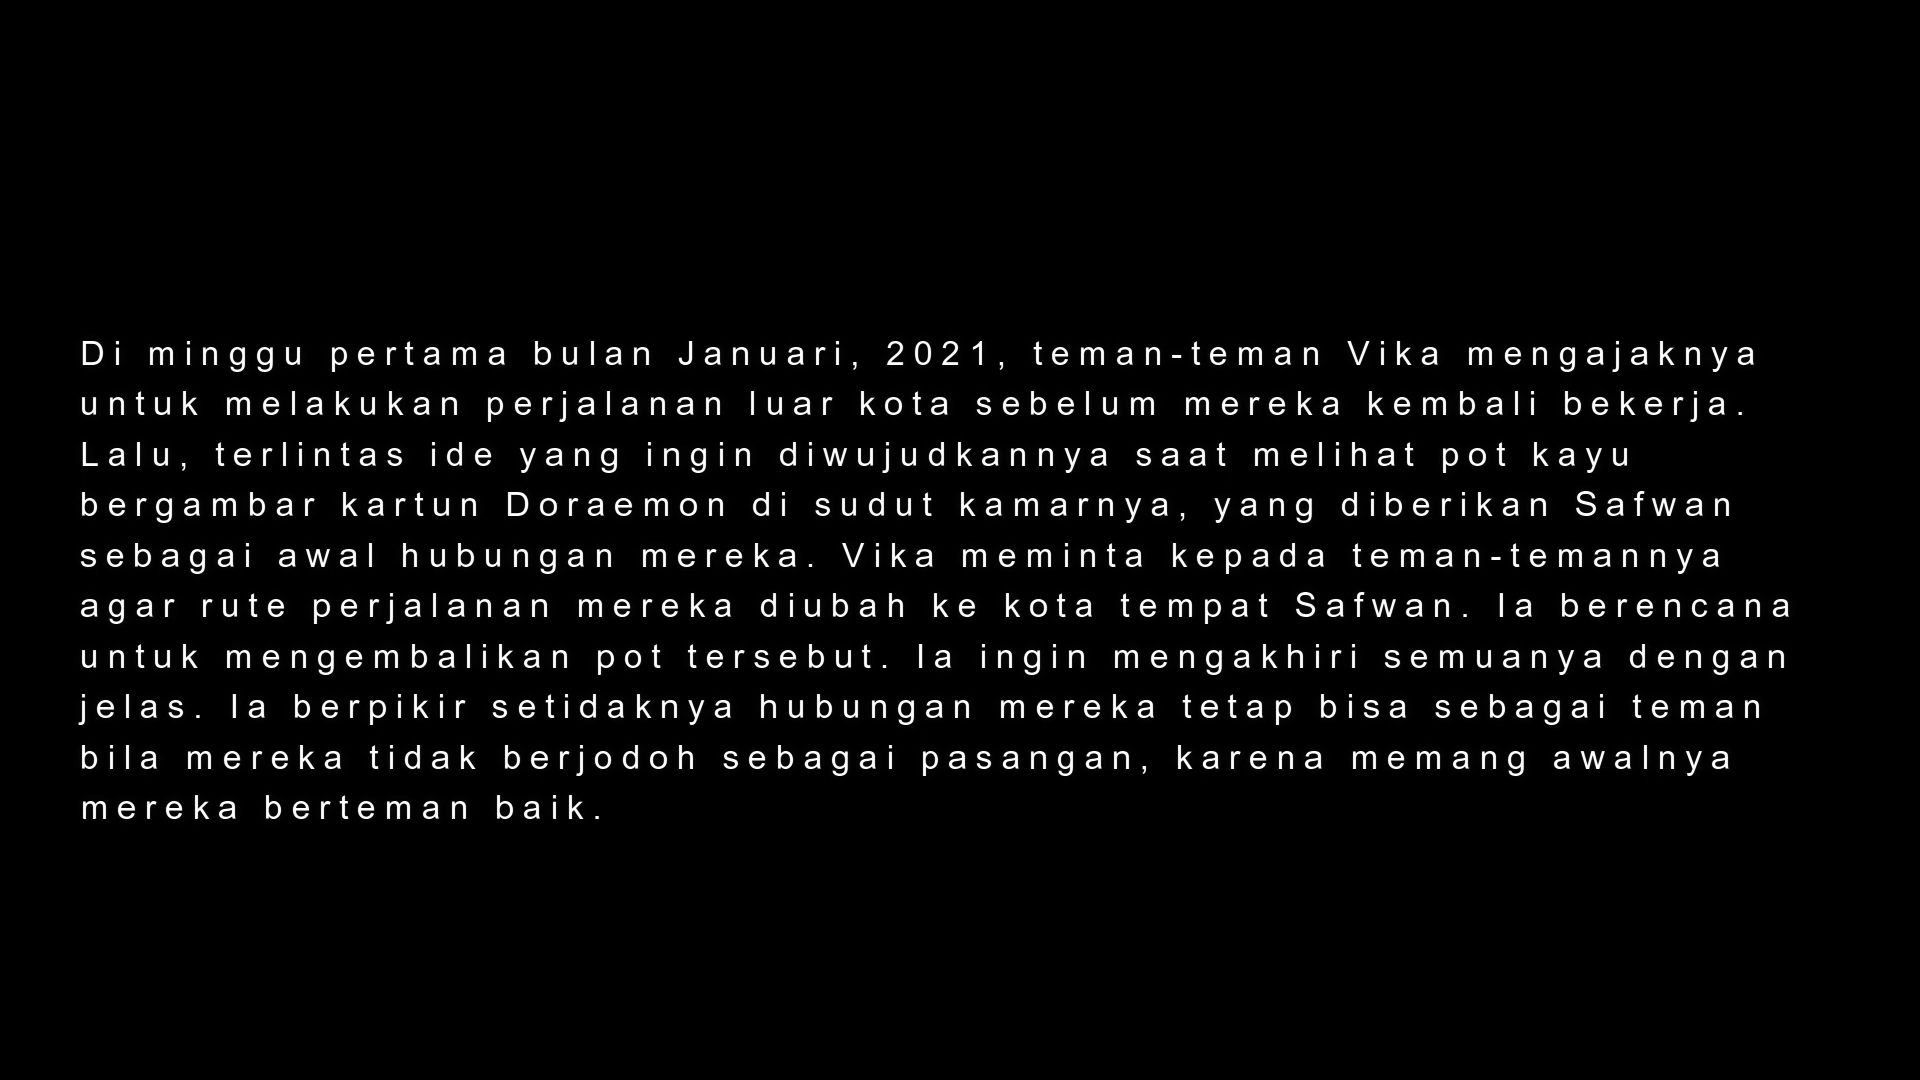 Di minggu pertama bulan Januari, 2021, teman-teman Vika mengajaknya
untuk melakukan perjalanan luar kota sebelum mereka kembali bekerja.
Lalu, terlintas ide yang ingin diwujudkannya saat melihat pot kayu
bergambar kartun Doraemon di sudut kamarnya, yang diberikan Safwan
sebagai awal hubungan mereka. Vika meminta kepada teman-temannya
agar rute perjalanan mereka diubah ke kota tempat Safwan. Ia berencana
untuk mengembalikan pot tersebut. Ia ingin mengakhiri semuanya dengan
jelas. Ia berpikir setidaknya hubungan mereka tetap bisa sebagai teman
bila mereka tidak berjodoh sebagai pasangan, karena memang awalnya
mereka berteman baik.